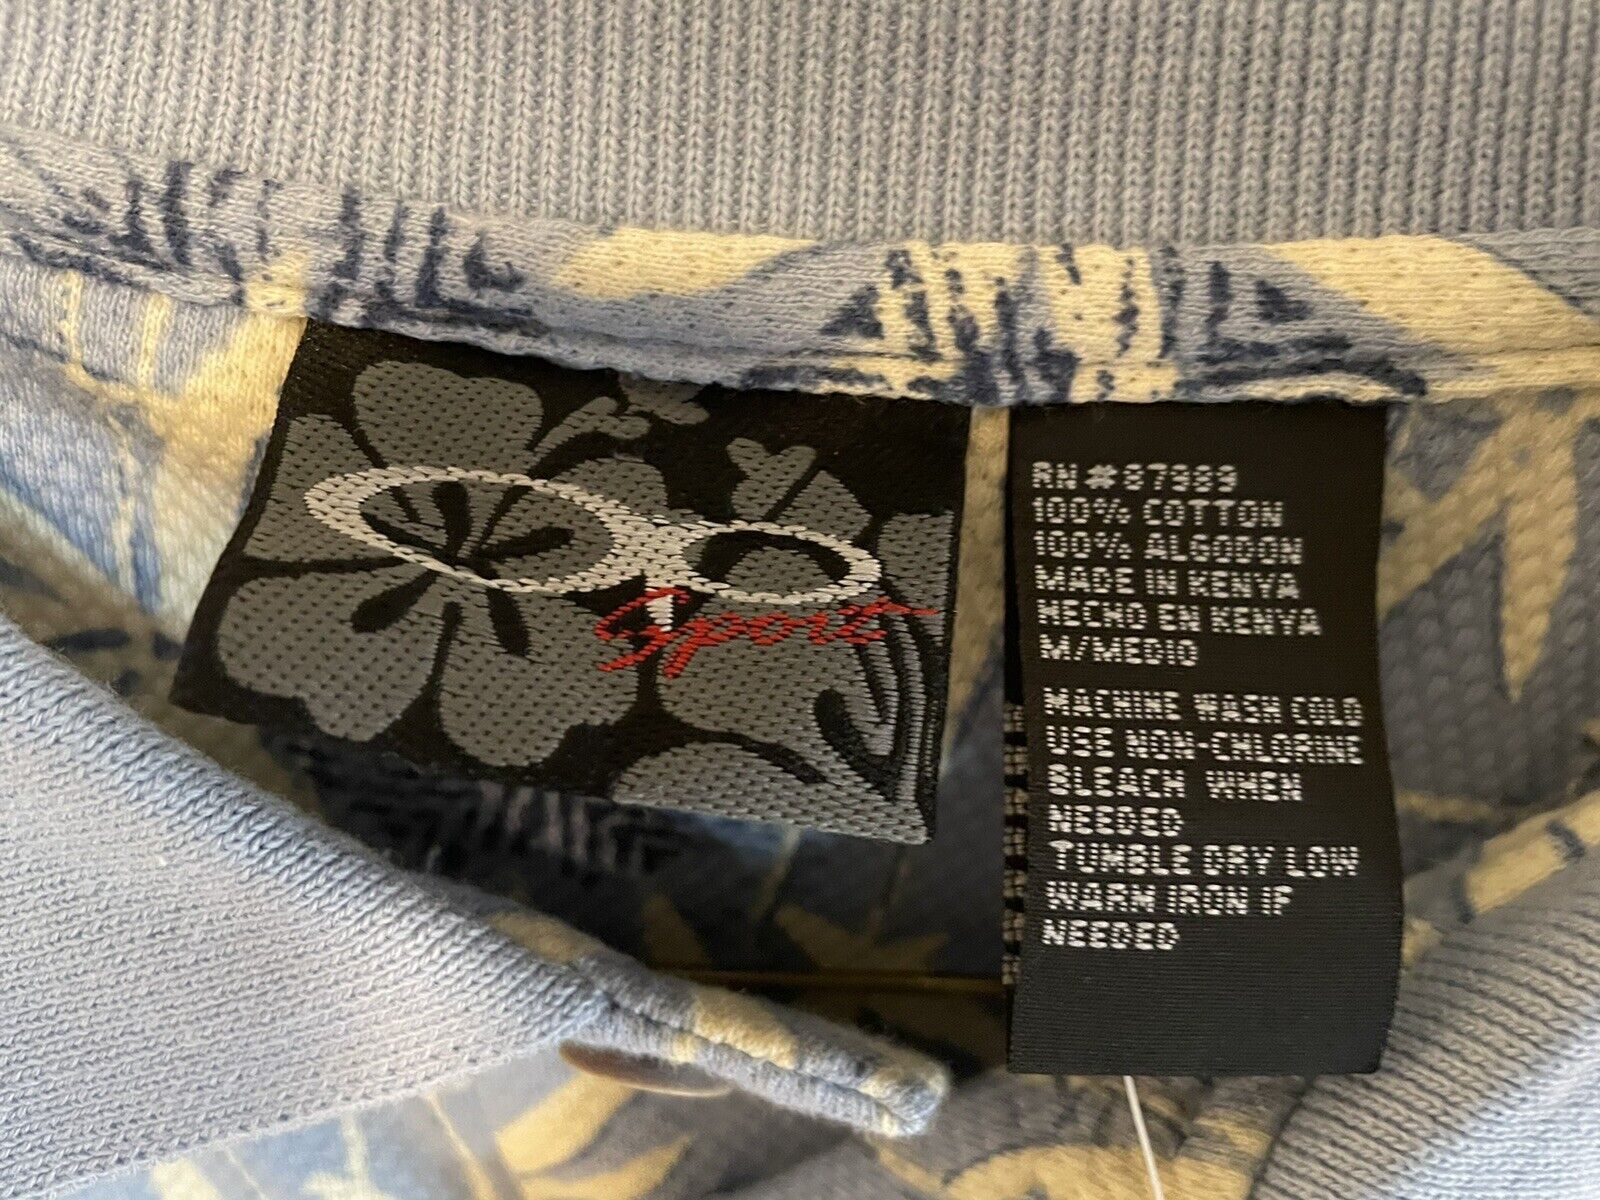 Sport
RN #87989
100% COTTON
100% ALGODON
MADE IN KENYA
HECHO EN KENYA
M/MEDIO
MACHINE WASH COLD
USE NON-CHLORINE
BLEACH WHEN
NEEDED
TUMBLE DRY LOW
WARM IRON IF
NEEDED